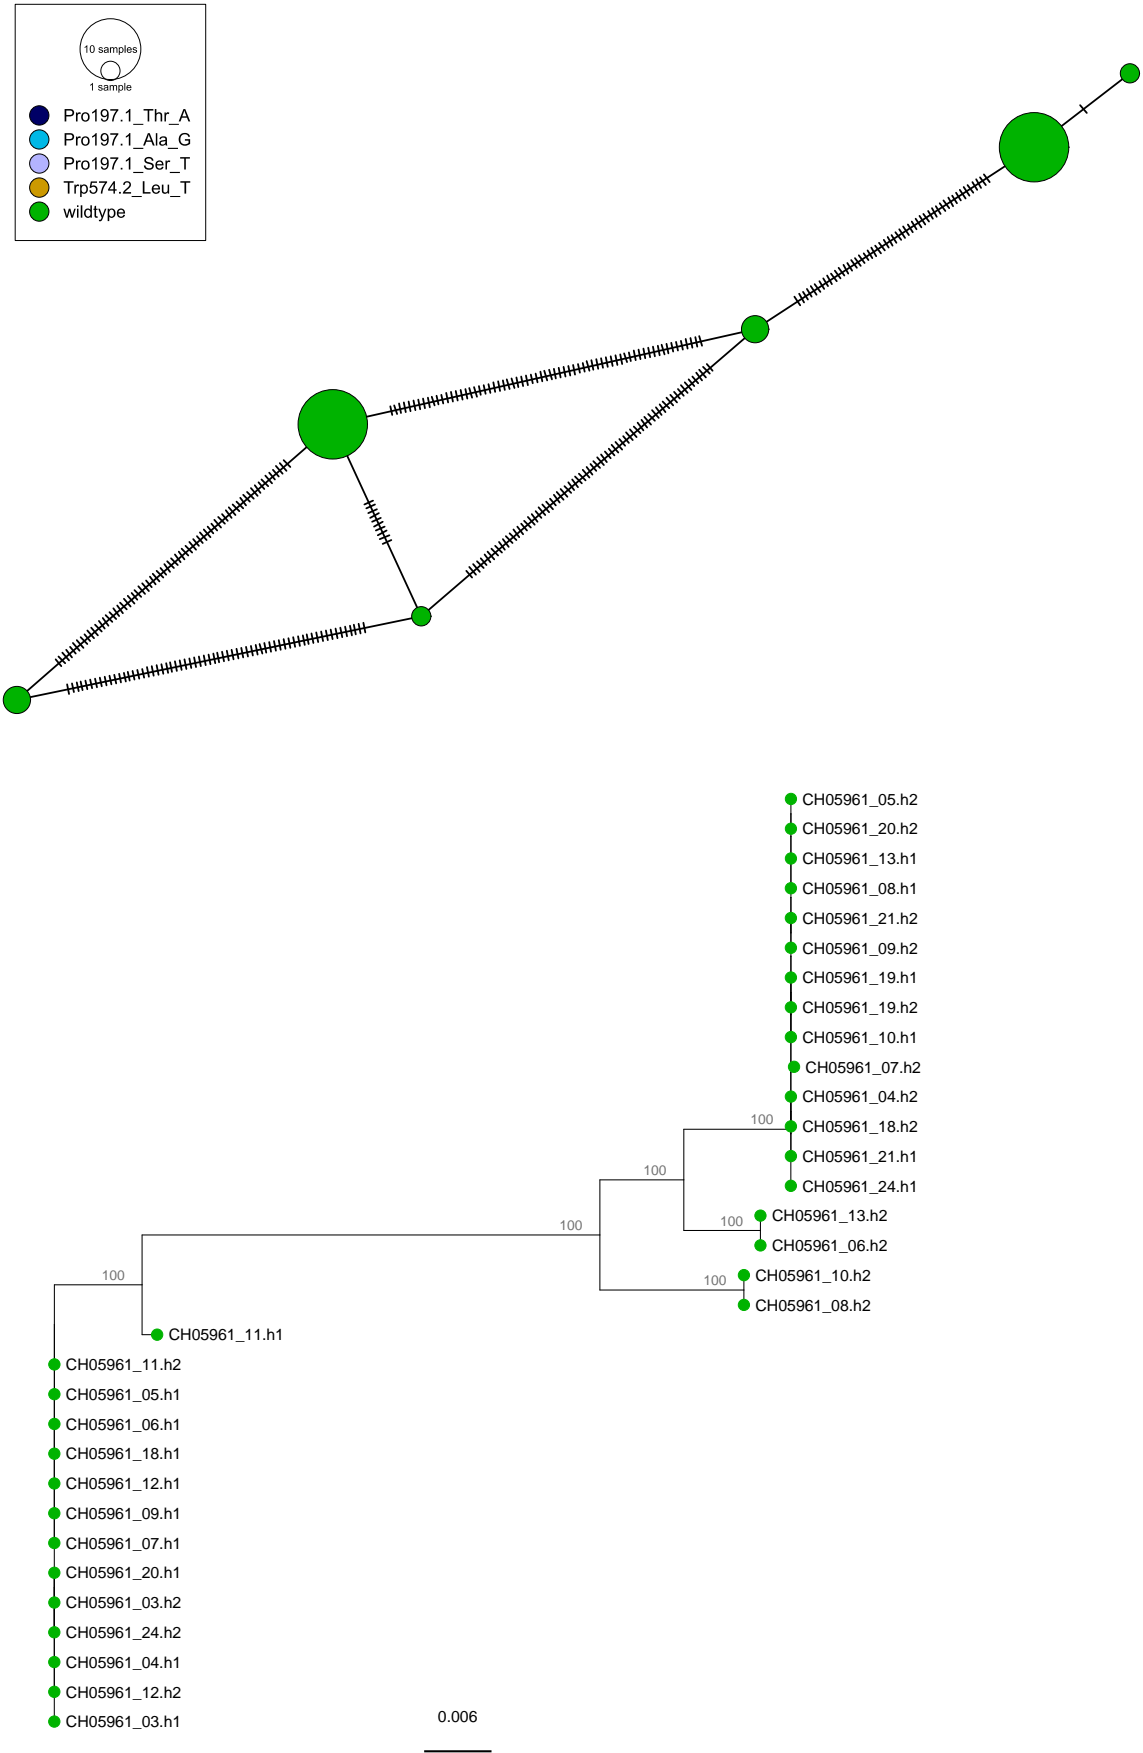 10 samples
1 sample
Pro197.1_Thr_A
Pro197.1_Ala_G
Pro197.1_Ser_T
Trp574.2_Leu_T
wildtype
CH05961_05.h2
CH05961_20.h2
CH05961_13.h1
CH05961_08.h1
CH05961_21.h2
CH05961_09.h2
CH05961_19.h1
CH05961_19.h2
CH05961_10.h1
CH05961_07.h2
CH05961_04.h2
100
CH05961_18.h2
CH05961_21.h1
100
CH05961_24.h1
CH05961_13.h2
100
100
CH05961_06.h2
CH05961_10.h2
100
100
CH05961_08.h2
CH05961_11.h1
CH05961_11.h2
CH05961_05.h1
CH05961_06.h1
CH05961_18.h1
CH05961_12.h1
CH05961_09.h1
CH05961_07.h1
CH05961_20.h1
CH05961_03.h2
CH05961_24.h2
CH05961_04.h1
CH05961_12.h2
CH05961_03.h1
0.006